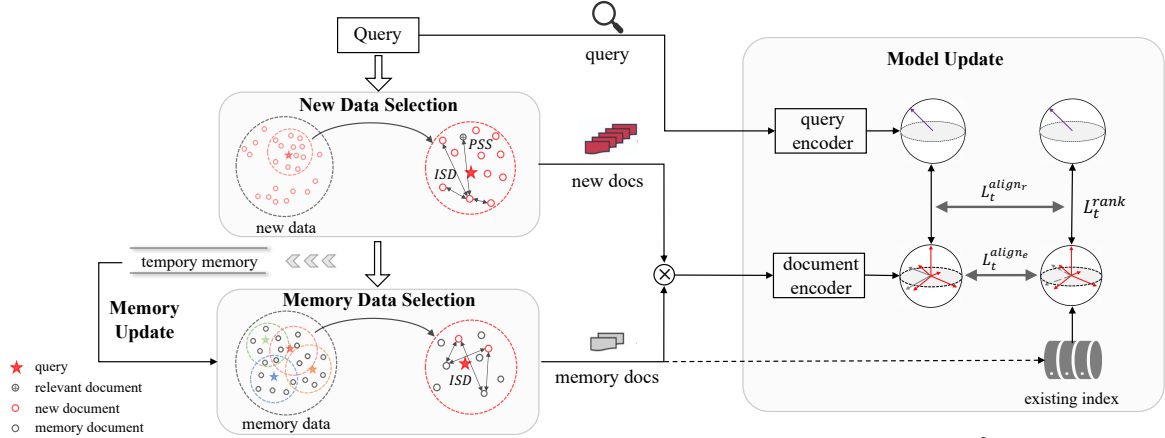 Query
query
New Data Selection
PSS
ISD
new data
new docs
tempory memory
Memory
Update
Memory Data Selection
ISD
memory data
memory docs
query
relevant document
new document
memory document
Model Update
query
encoder
L_t^{align_r}
L_t^{rank}
document
encoder
L_t^{align_e}
existing index